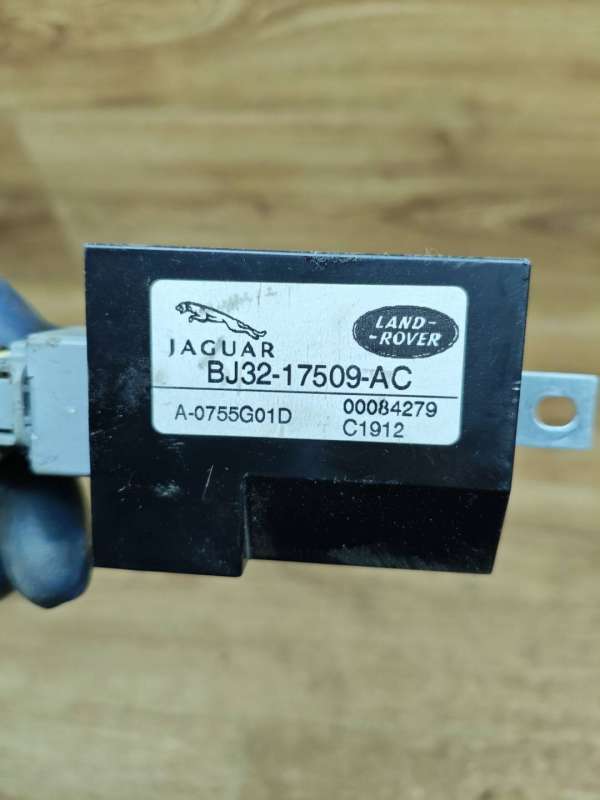 JAGUAR
LAND-
-ROVER
BJ32-17509-AC
A-0755G01D 00084279
C1912